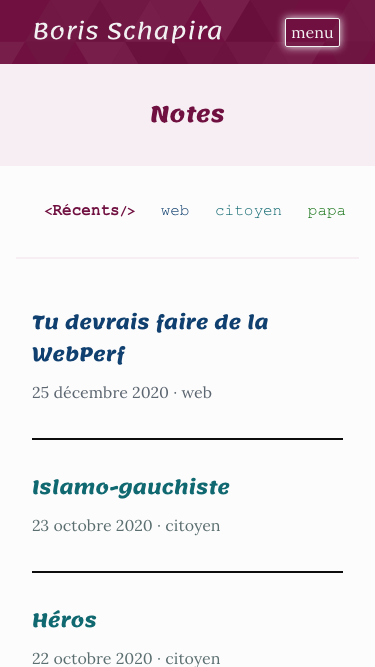 Boris Schapira
menu
Notes
<Récents/> web citoyen papa
Tu devrais faire de la
WebPerf
25 décembre 2020 · web
Islamo-gauchiste
23 octobre 2020 · citoyen
Héros
22 octobre 2020 · citoyen